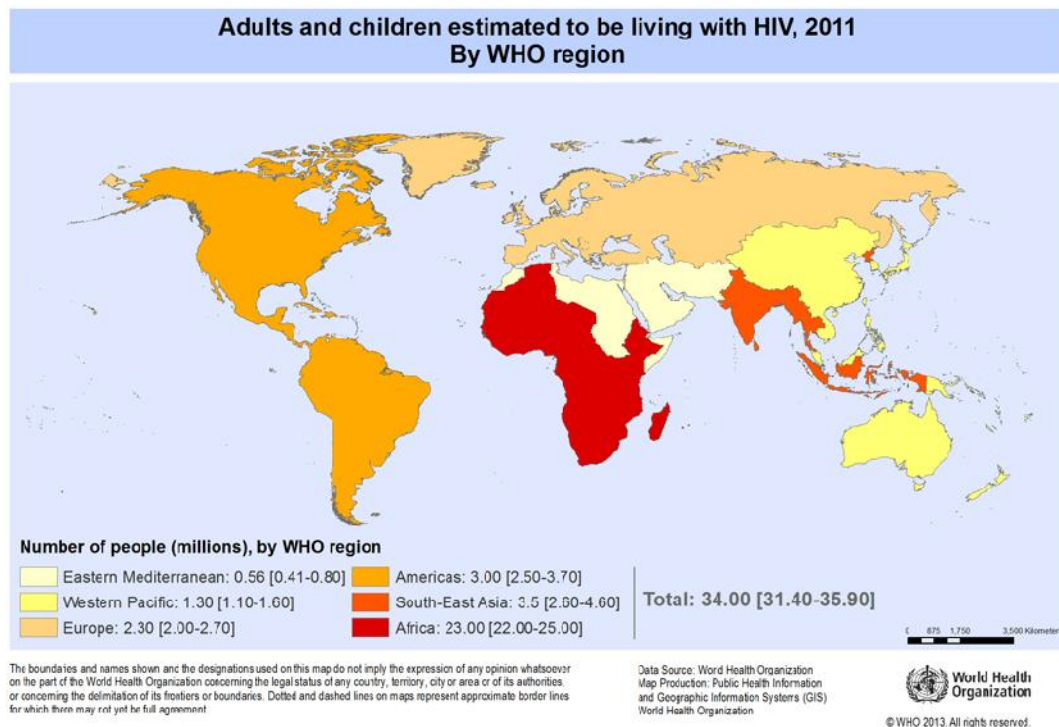 Adults and children estimated to be living with HIV, 2011
By WHO region
Number of people (millions), by WHO region
Eastern Mediterranean: 0.56 [0.41-0.80]
Western Pacific: 1.30 [1.10-1.60]
Europe: 2.30 [2.00-2.70]
Americas: 3.00 [2.50-3.70]
South-East Asia: 3.5 [2.60-4.60]
Africa: 23.00 [22.00-25.00]
Total: 34.00 [31.40-35.90]
875 1,750 3,500 Kilometer
The boundaries and names shown and the designations used on this map do not imply the expression of any opinion whatsoever
on the part of the World Health Organization concerning the legal status of any country, territory, city or area or of its authorities,
or concerning the delimitation of its frontiers or boundaries. Dotted and dashed lines on maps represent approximate border lines
for which there may not yet be full agreement.
Data Source: World Health Organization
Map Production: Public Health Information
and Geographic Information Systems (GIS)
World Health Organization
World Health
Organization
© WHO 2013. All rights reserved.